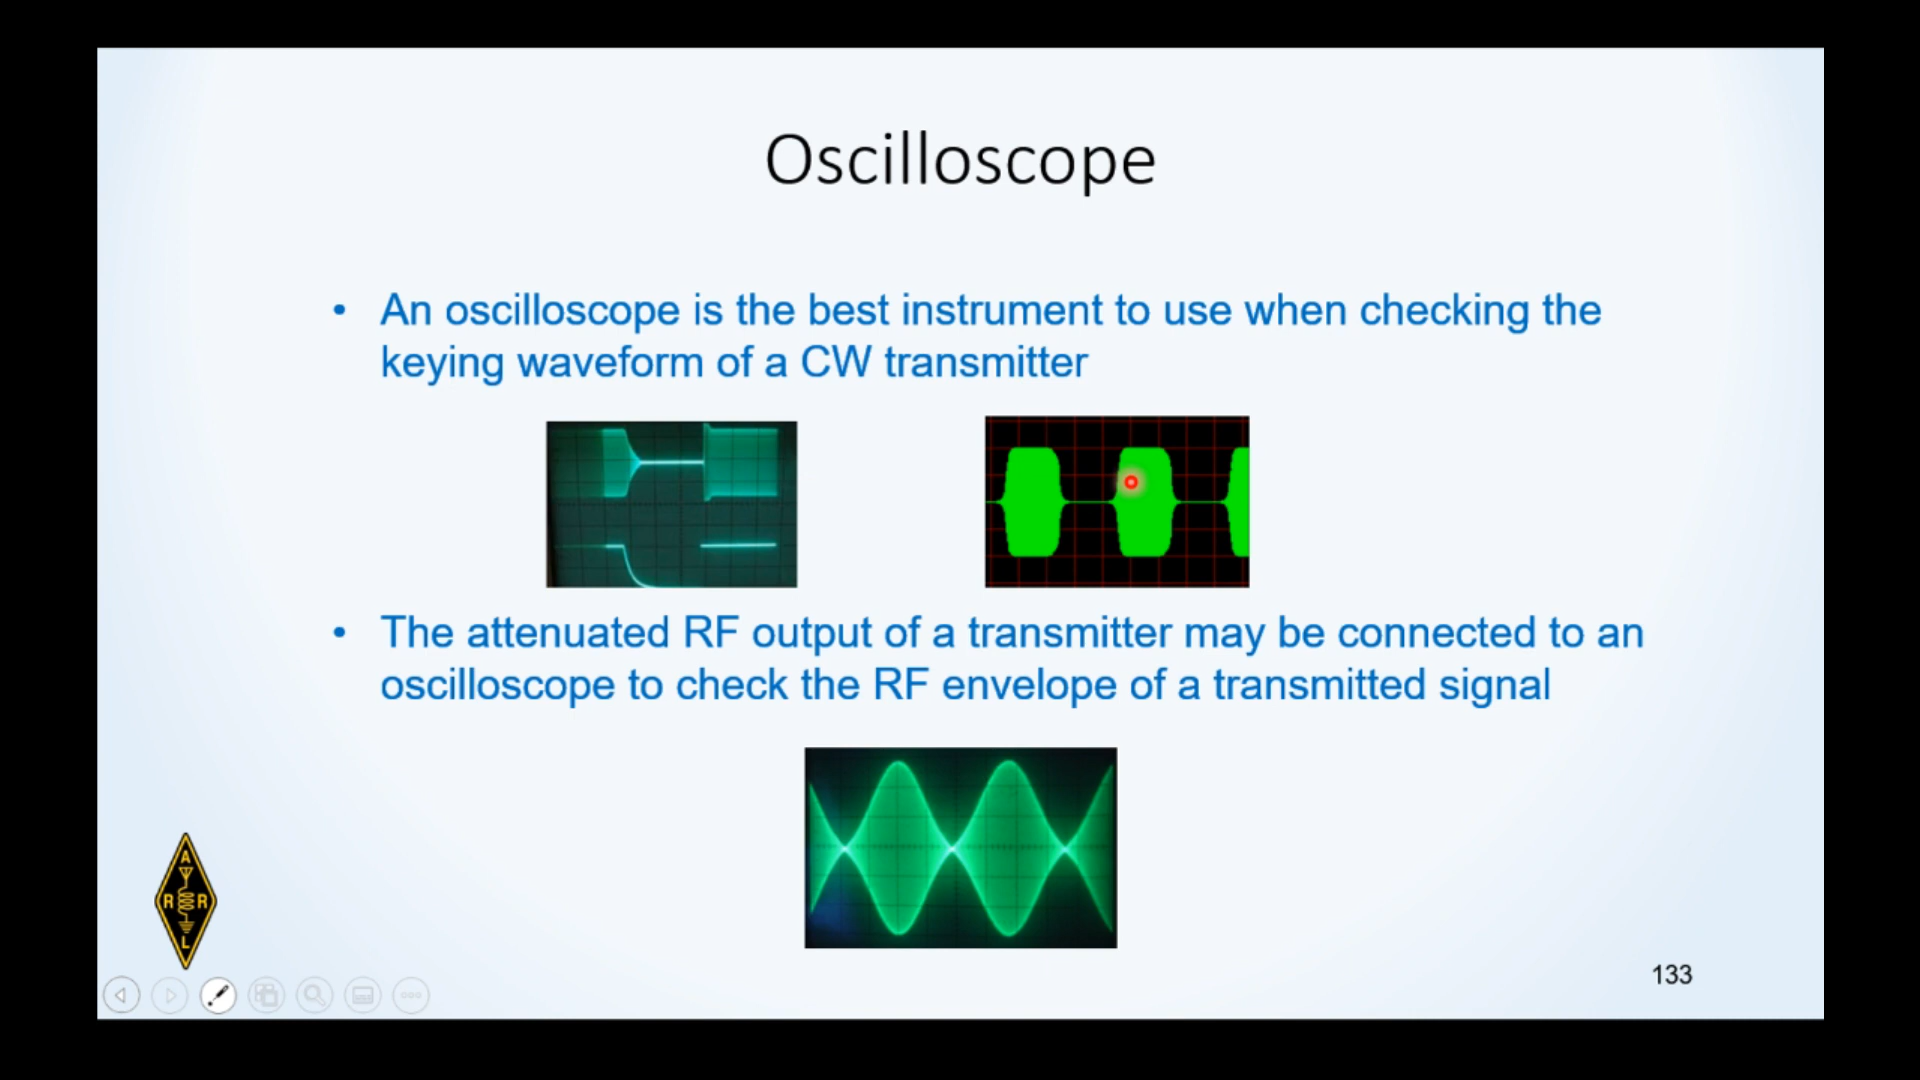 Oscilloscope
• An oscilloscope is the best instrument to use when checking the
keying waveform of a CW transmitter
• The attenuated RF output of a transmitter may be connected to an
oscilloscope to check the RF envelope of a transmitted signal
A
R R
L
133